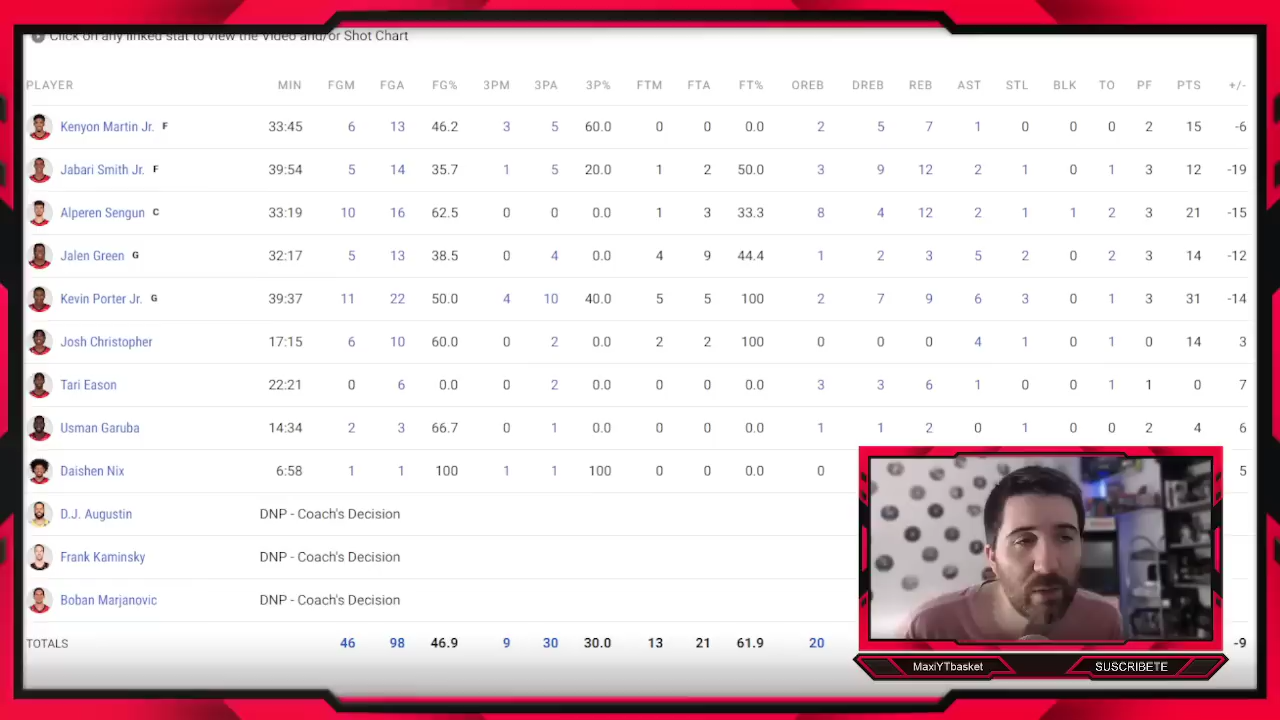 Click on any linked stat to view the Video and/or Shot Chart
PLAYER MIN FGM FGA FG% 3PM 3PA 3P% FTM FTA FT% OREB DREB REB AST STL BLK TO PF PTS +/-
Kenyon Martin Jr. F 33:45 6 13 46.2 3 5 60.0 0 0 0.0 2 5 7 1 0 0 0 2 15 -6
Jabari Smith Jr. F 39:54 5 14 35.7 1 5 20.0 1 2 50.0 3 9 12 2 1 0 1 3 12 -19
Alperen Sengun C 33:19 10 16 62.5 0 0 0.0 1 3 33.3 8 4 12 2 1 1 2 3 21 -15
Jalen Green G 32:17 5 13 38.5 0 4 0.0 4 9 44.4 1 2 3 5 2 0 2 3 14 -12
Kevin Porter Jr. G 39:37 11 22 50.0 4 10 40.0 5 5 100 2 7 9 6 3 0 1 3 31 -14
Josh Christopher 17:15 6 10 60.0 0 2 0.0 2 2 100 0 0 0 4 1 0 1 0 14 3
Tari Eason 22:21 0 6 0.0 0 2 0.0 0 0 0.0 3 3 6 1 0 0 1 1 0 7
Usman Garuba 14:34 2 3 66.7 0 1 0.0 0 0 0.0 1 1 2 0 1 0 0 2 4 6
Daishen Nix 6:58 1 1 100 1 1 100 0 0 0.0 0 5
D.J. Augustin DNP - Coach's Decision
Frank Kaminsky DNP - Coach's Decision
Boban Marjanovic DNP - Coach's Decision
TOTALS 46 98 46.9 9 30 30.0 13 21 61.9 20 -9
MaxiYTbasket SUSCRIBETE